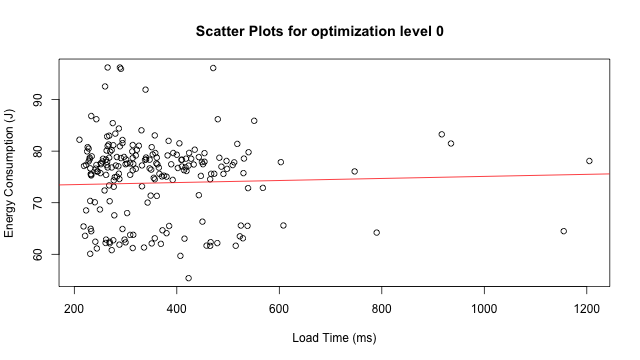 Scatter Plots for optimization level 0
Energy Consumption (J)
90
80
70
60
200 400 600 800 1000 1200
Load Time (ms)